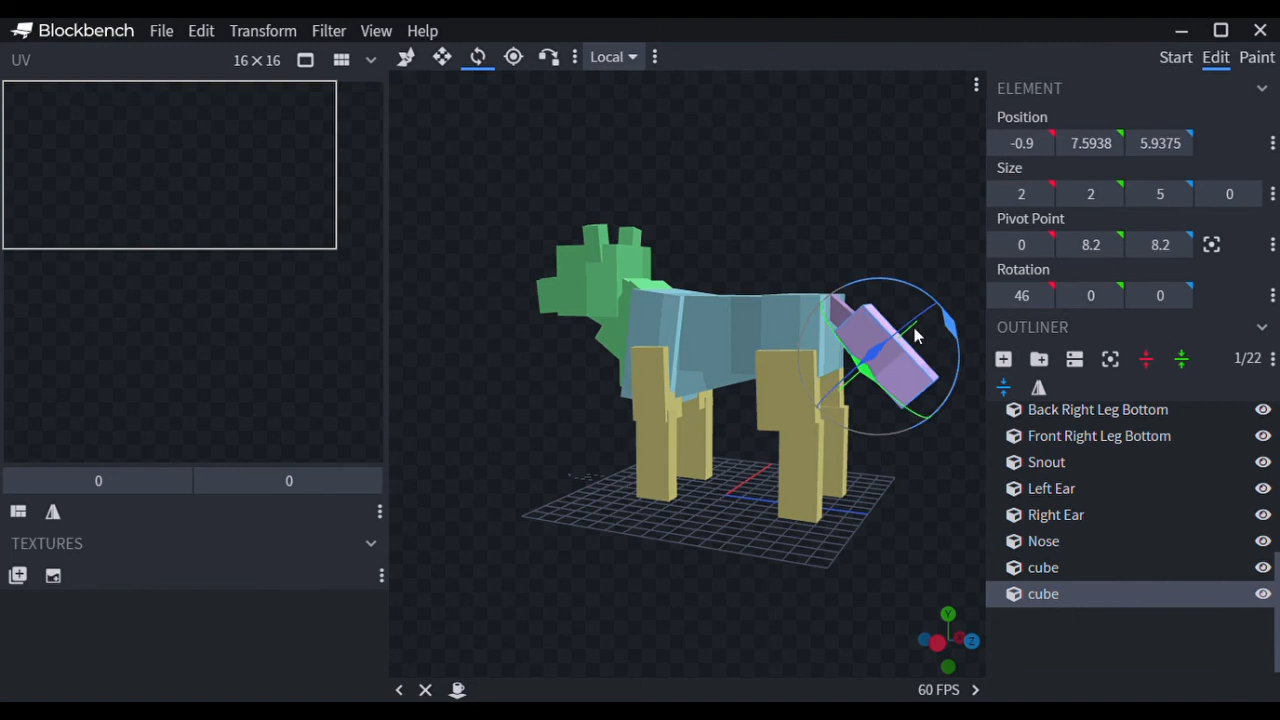 Blockbench File Edit Transform Filter View Help
UV 16×16 Local Start Edit Paint
ELEMENT
Position
-0.9 7.5938 5.9375
Size
2 2 5 0
Pivot Point
0 8.2 8.2
Rotation
46 0 0
OUTLINER
1/22
Back Right Leg Bottom
Front Right Leg Bottom
Snout
Left Ear
Right Ear
Nose
cube
cube
0 0
TEXTURES
Y
X
Z
60 FPS